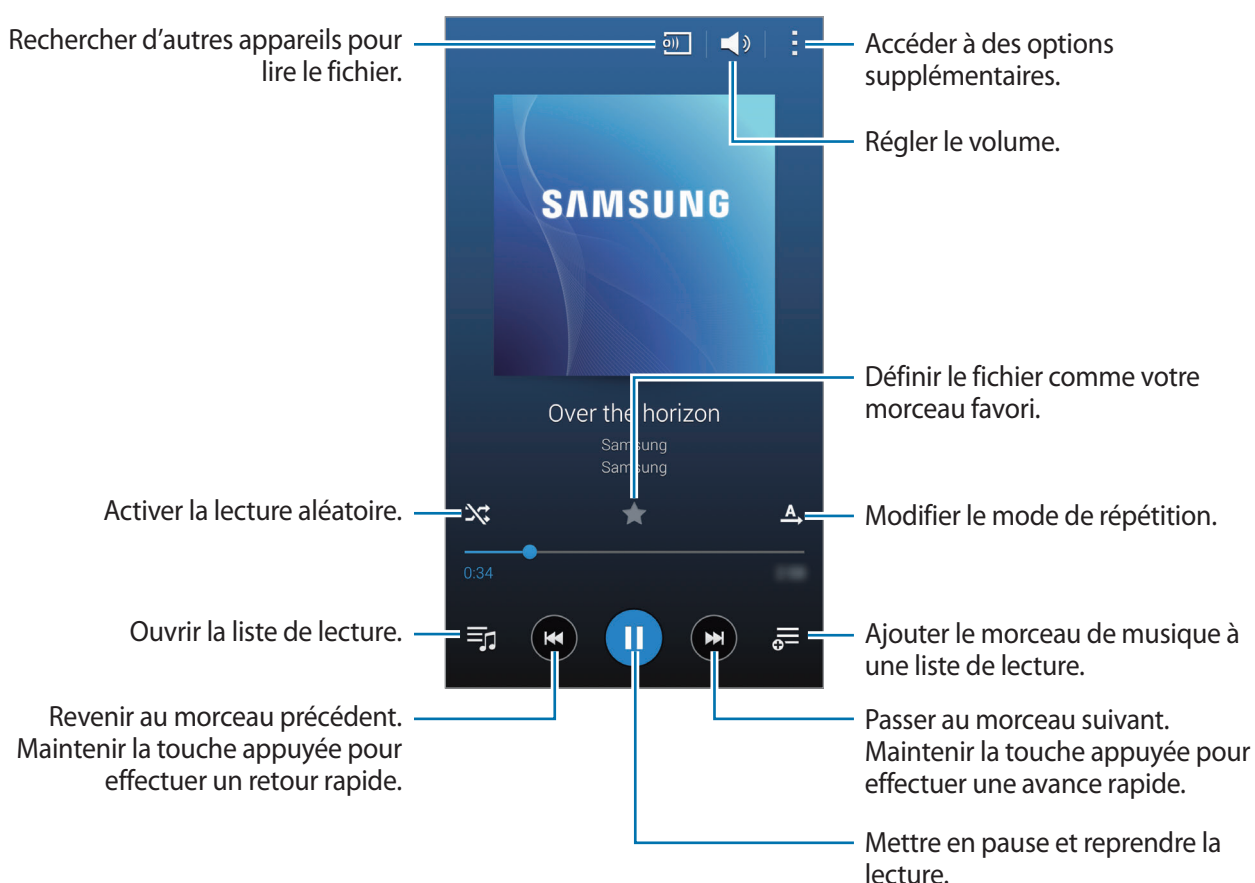 Rechercher d'autres appareils pour
lire le fichier.
Accéder à des options
supplémentaires.
Régler le volume.
SAMSUNG
Définir le fichier comme votre
morceau favori.
Over the horizon
Samsung
Samsung
Activer la lecture aléatoire.
A
Modifier le mode de répétition.
0:34
Ouvrir la liste de lecture.
Ajouter le morceau de musique à
une liste de lecture.
Revenir au morceau précédent.
Maintenir la touche appuyée pour
effectuer un retour rapide.
Passer au morceau suivant.
Maintenir la touche appuyée pour
effectuer une avance rapide.
Mettre en pause et reprendre la
lecture.